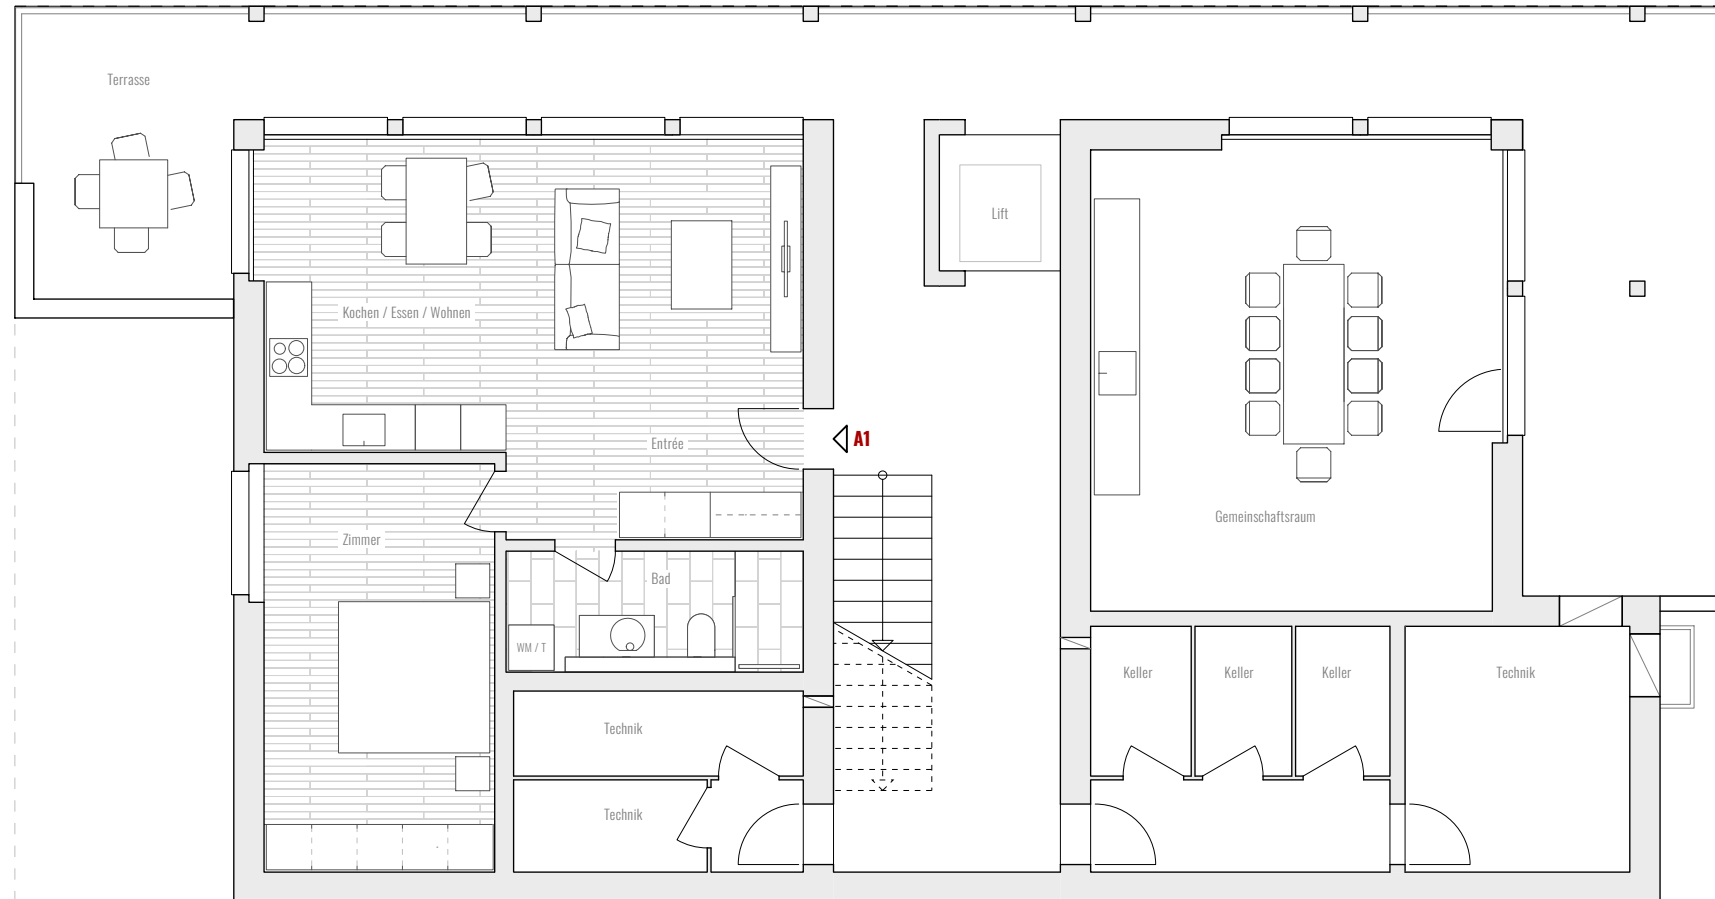 Terrasse
Lift
Kochen / Essen / Wohnen
A1
Entrée
Gemeinschaftsraum
Zimmer
Bad
WM / T
Keller
Keller
Keller
Technik
Technik
Technik